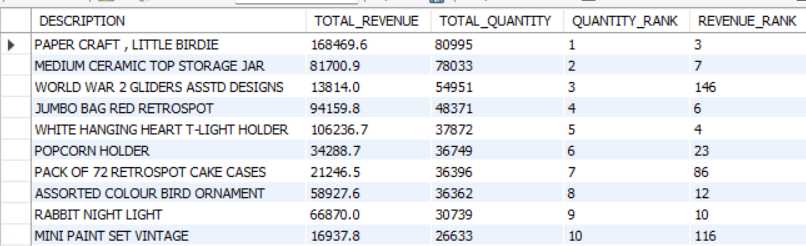 DESCRIPTION TOTAL_REVENUE TOTAL_QUANTITY QUANTITY_RANK REVENUE_RANK
PAPER CRAFT , LITTLE BIRDIE 168469.6 80995 1 3
MEDIUM CERAMIC TOP STORAGE JAR 81700.9 78033 2 7
WORLD WAR 2 GLIDERS ASSTD DESIGNS 13814.0 54951 3 146
JUMBO BAG RED RETROSPOT 94159.8 48371 4 6
WHITE HANGING HEART T-LIGHT HOLDER 106236.7 37872 5 4
POPCORN HOLDER 34288.7 36749 6 23
PACK OF 72 RETROSPOT CAKE CASES 21246.5 36396 7 86
ASSORTED COLOUR BIRD ORNAMENT 58927.6 36362 8 12
RABBIT NIGHT LIGHT 66870.0 30739 9 10
MINI PAINT SET VINTAGE 16937.8 26633 10 116